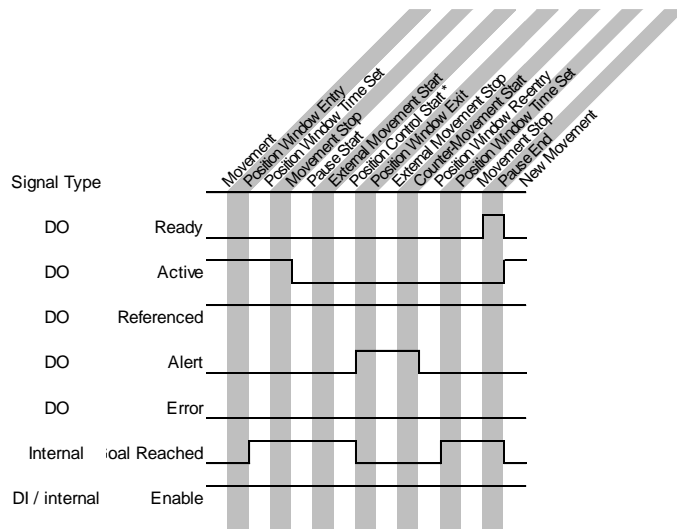 Movement
Position Window Entry
Position Window Time Set
Movement Stop
Pause Start
External Movement Start
Position Control Start *
Position Window Exit
External Movement Stop
Counter-Movement Start
Position Window Re-entry
Position Window Time Set
Movement Stop
Pause End
New Movement
Signal Type
DO Ready
DO Active
DO Referenced
DO Alert
DO Error
Internal oal Reached
DI / internal Enable